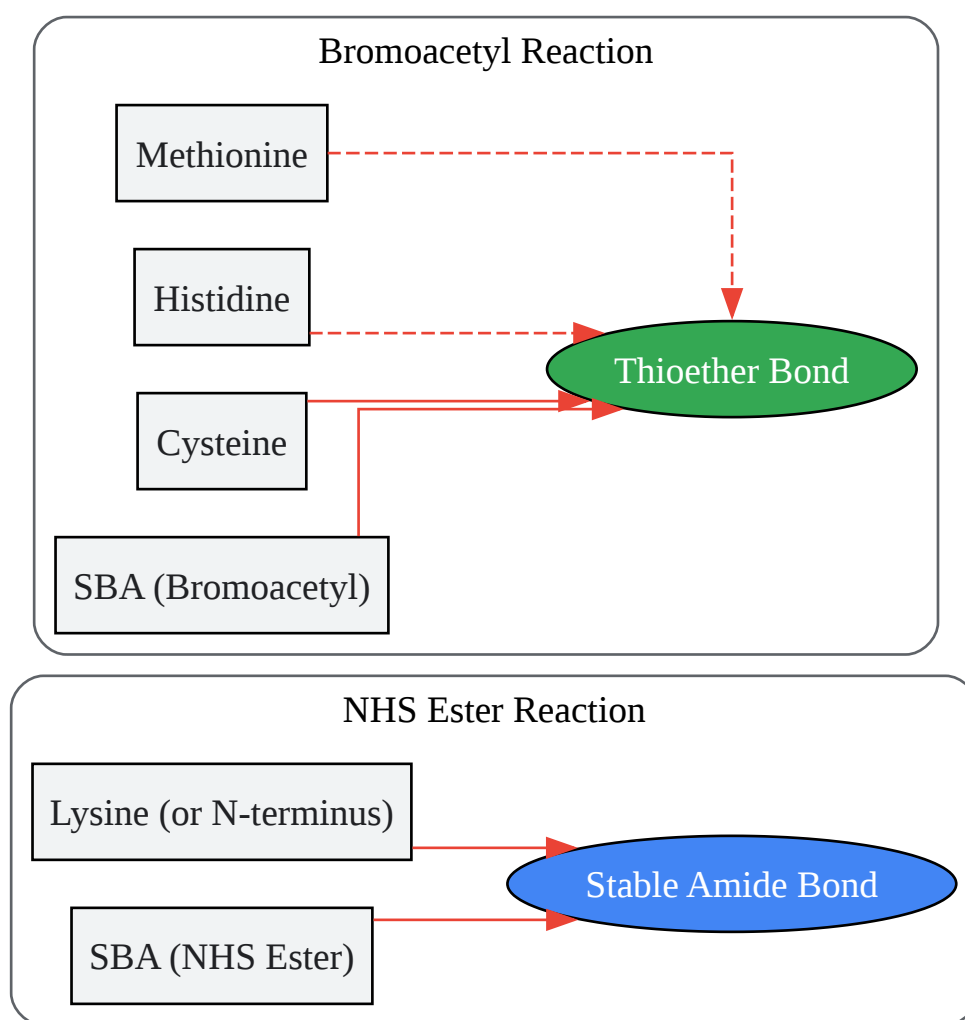 Bromoacetyl Reaction
Methionine
Histidine
Thioether Bond
Cysteine
SBA (Bromoacetyl)
NHS Ester Reaction
Lysine (or N-terminus)
Stable Amide Bond
SBA (NHS Ester)